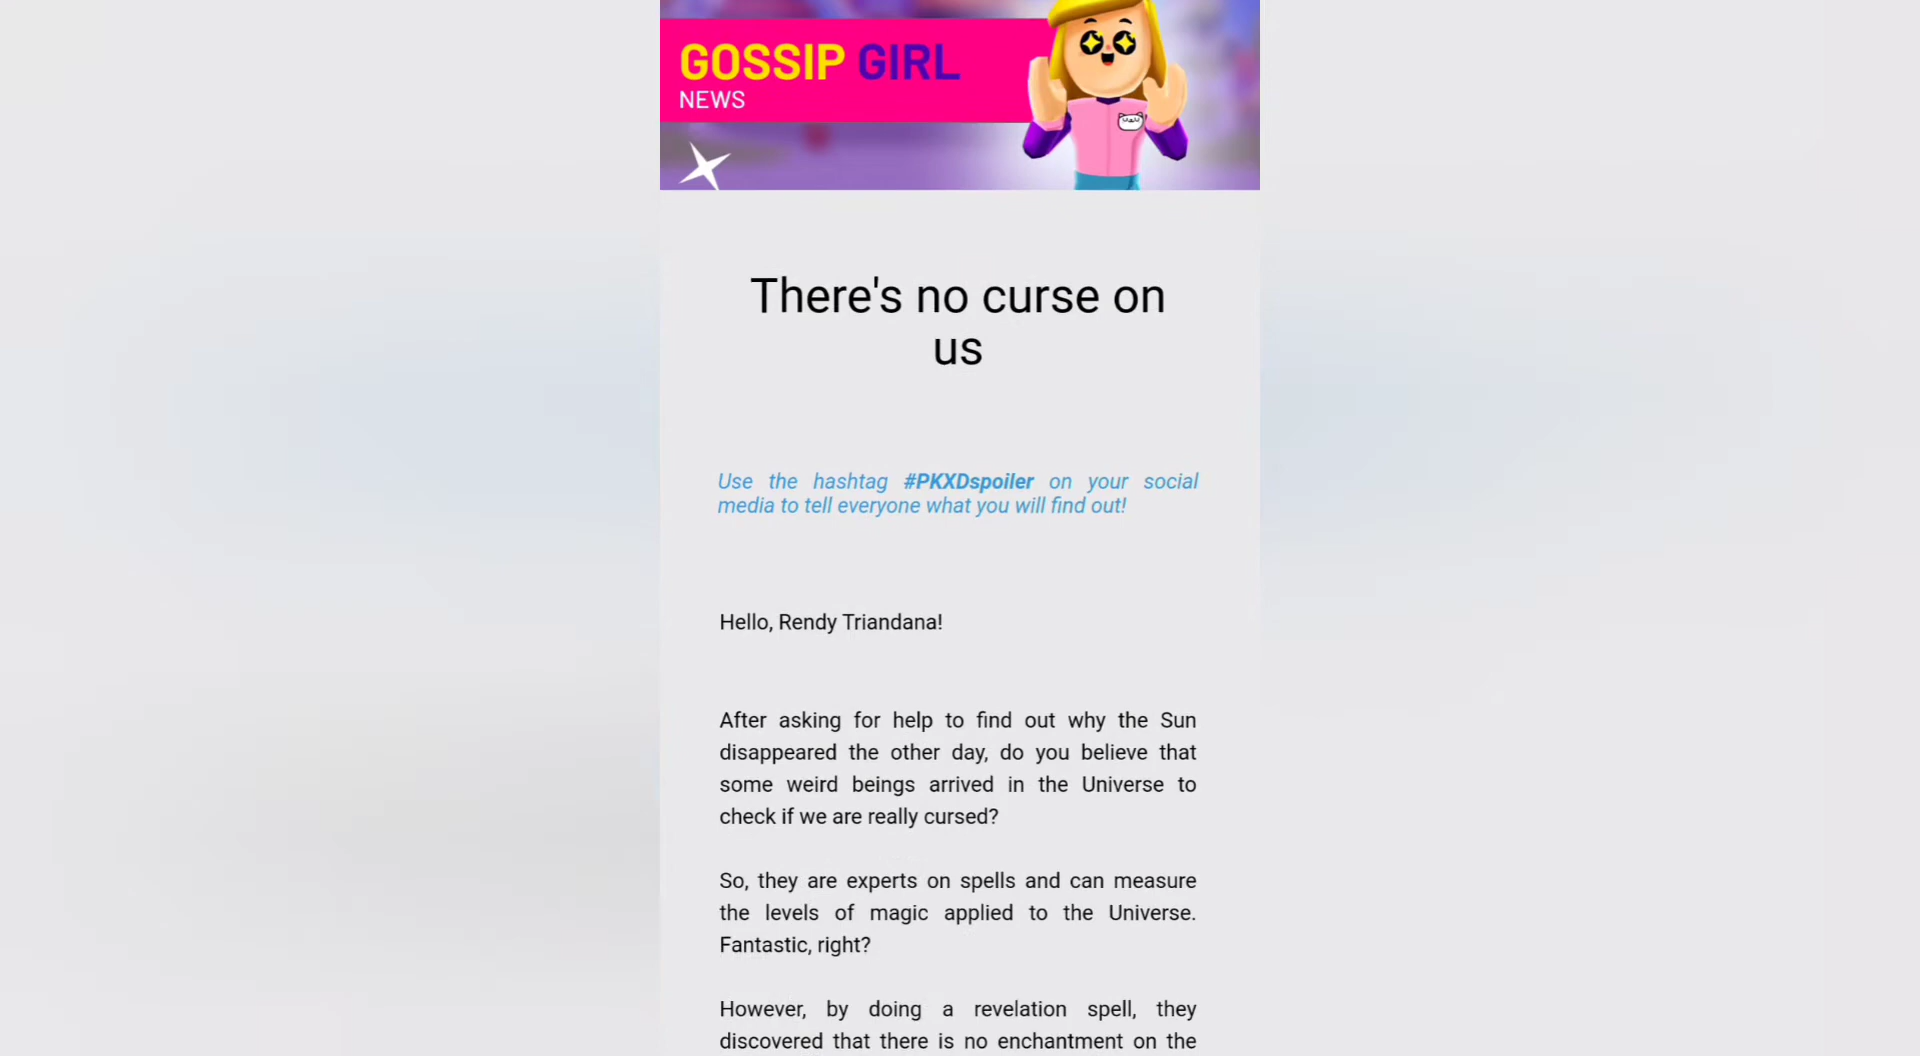 GOSSIP GIRL
NEWS
There's no curse on
us
Use the hashtag #PKXDspoiler on your social
media to tell everyone what you will find out!
Hello, Rendy Triandana!
After asking for help to find out why the Sun
disappeared the other day, do you believe that
some weird beings arrived in the Universe to
check if we are really cursed?
So, they are experts on spells and can measure
the levels of magic applied to the Universe.
Fantastic, right?
However, by doing a revelation spell, they
discovered that there is no enchantment on the